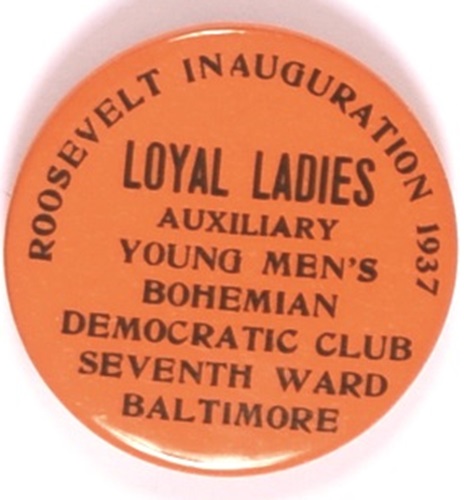 ROOSEVELT INAUGURATION 1937
LOYAL LADIES
AUXILIARY
YOUNG MEN'S
BOHEMIAN
DEMOCRATIC CLUB
SEVENTH WARD
BALTIMORE